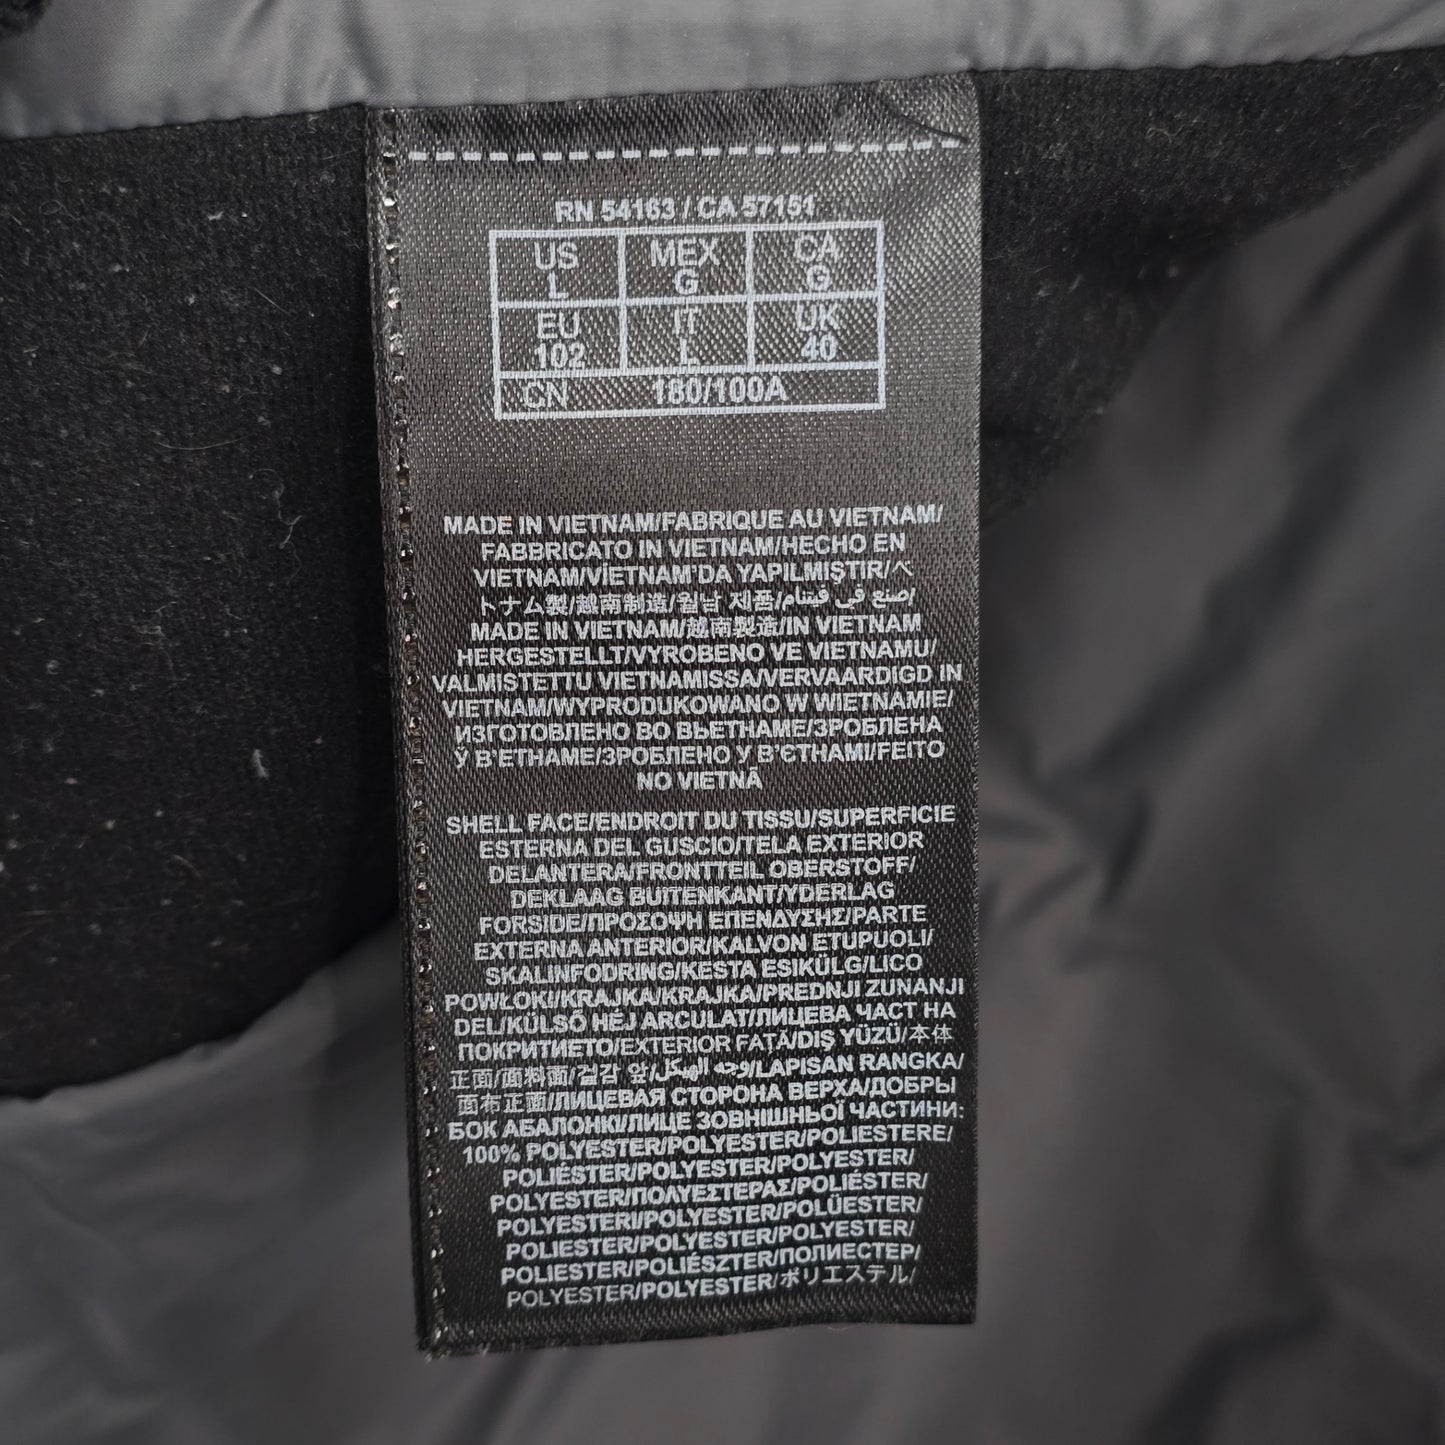 RN 54163 / CA 57151
US MEX CA
L G G
EU IT UK
102 L 40
CN 180/100A
MADE IN VIETNAM/FABRIQUE AU VIETNAM/
FABBRICATO IN VIETNAM/HECHO EN
VIETNAM/VİETNAM'DA YAPILMIŞTIR/ベ
トナム製/越南制造/월남 제품/صنع في فيتنام/
MADE IN VIETNAM/越南製造/IN VIETNAM
HERGESTELLT/VYROBENO VE VIETNAMU/
VALMISTETTU VIETNAMISSA/VERVAARDIGD IN
VIETNAM/WYPRODUKOWANO W WIETNAMIE/
ИЗГОТОВЛЕНО ВО ВЬЕТНАМЕ/ЗРОБЛЕНА
Ў В'ЕТНАМЕ/ЗРОБЛЕНО У В'ЄТНАМІ/FEITO
NO VIETNÃ
SHELL FACE/ENDROIT DU TISSU/SUPERFICIE
ESTERNA DEL GUSCIO/TELA EXTERIOR
DELANTERA/FRONTTEIL OBERSTOFF/
DEKLAAG BUITENKANT/YDERLAG
FORSIDE/ΠΡΟΣΟΨΗ ΕΠΕΝΔΥΣΗΣ/PARTE
EXTERNA ANTERIOR/KALVON ETUPUOLI/
SKALINFODRING/KESTA ESIKÜLG/LICO
POWŁOKI/KRAJKA/KRAJKA/PREDNJI ZUNANJI
DEL/KÜLSŐ HÉJ ARCULAT/ЛИЦЕВА ЧАСТ НА
ПОКРИТИЕТО/EXTERIOR FAȚĂ/DIŞ YÜZÜ/本体
正面/面料面/겉감 앞/وجه الهيكل/LAPISAN RANGKA/
面布正面/ЛИЦЕВАЯ СТОРОНА ВЕРХА/ДОБРЫ
БОК АБАЛОНКІ/ЛИЦЕ ЗОВНІШНЬОЇ ЧАСТИНИ:
100% POLYESTER/POLYESTER/POLIESTERE/
POLIÉSTER/POLYESTER/POLYESTER/
POLYESTER/ΠΟΛΥΕΣΤΕΡΑΣ/POLIÉSTER/
POLYESTERI/POLYESTER/POLÜESTER/
POLIESTER/POLYESTER/POLYESTER/
POLIESTER/POLIÉSZTER/ПОЛИЕСТЕР/
POLYESTER/POLYESTER/ポリエステル/